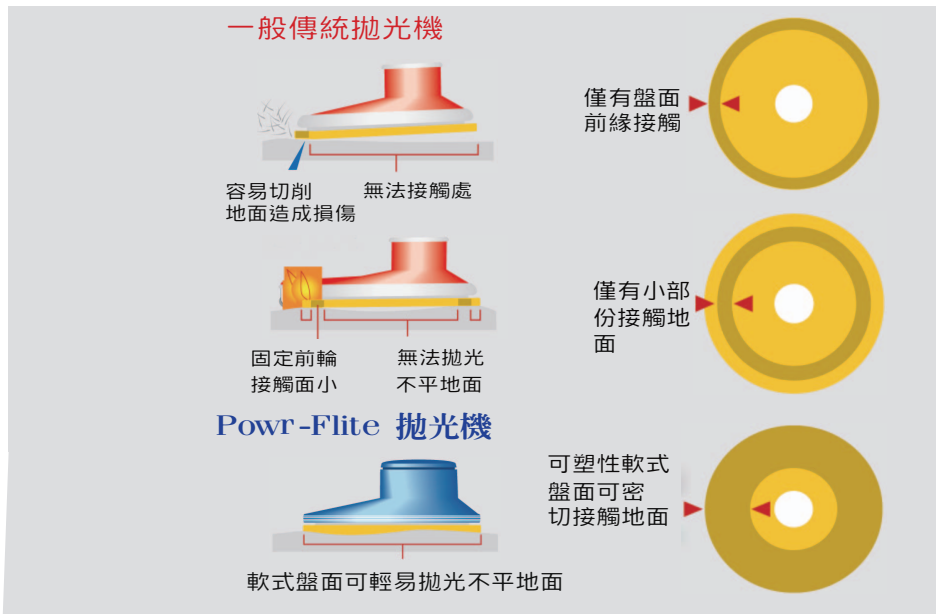 一般傳統拋光機
僅有盤面
前緣接觸
容易切削
地面造成損傷
無法接觸處
僅有小部
份接觸地
面
固定前輪
接觸面小
無法拋光
不平地面
Powr-Flite 拋光機
可塑性軟式
盤面可密
切接觸地面
軟式盤面可輕易拋光不平地面